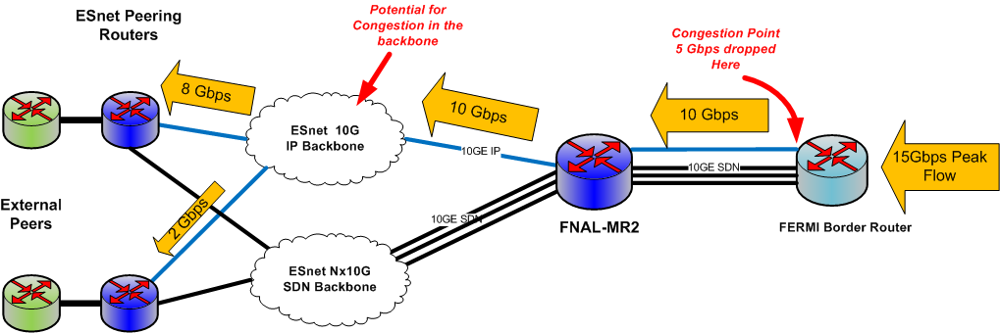 ESnet Peering
Routers
Potential for
Congestion in the
backbone
Congestion Point
5 Gbps dropped
Here
8 Gbps
10 Gbps
10 Gbps
15Gbps Peak
Flow
ESnet 10G
IP Backbone
10GE IP
10GE SDN
External
Peers
2 Gbps
10GE SDN
FNAL-MR2
FERMI Border Router
ESnet Nx10G
SDN Backbone